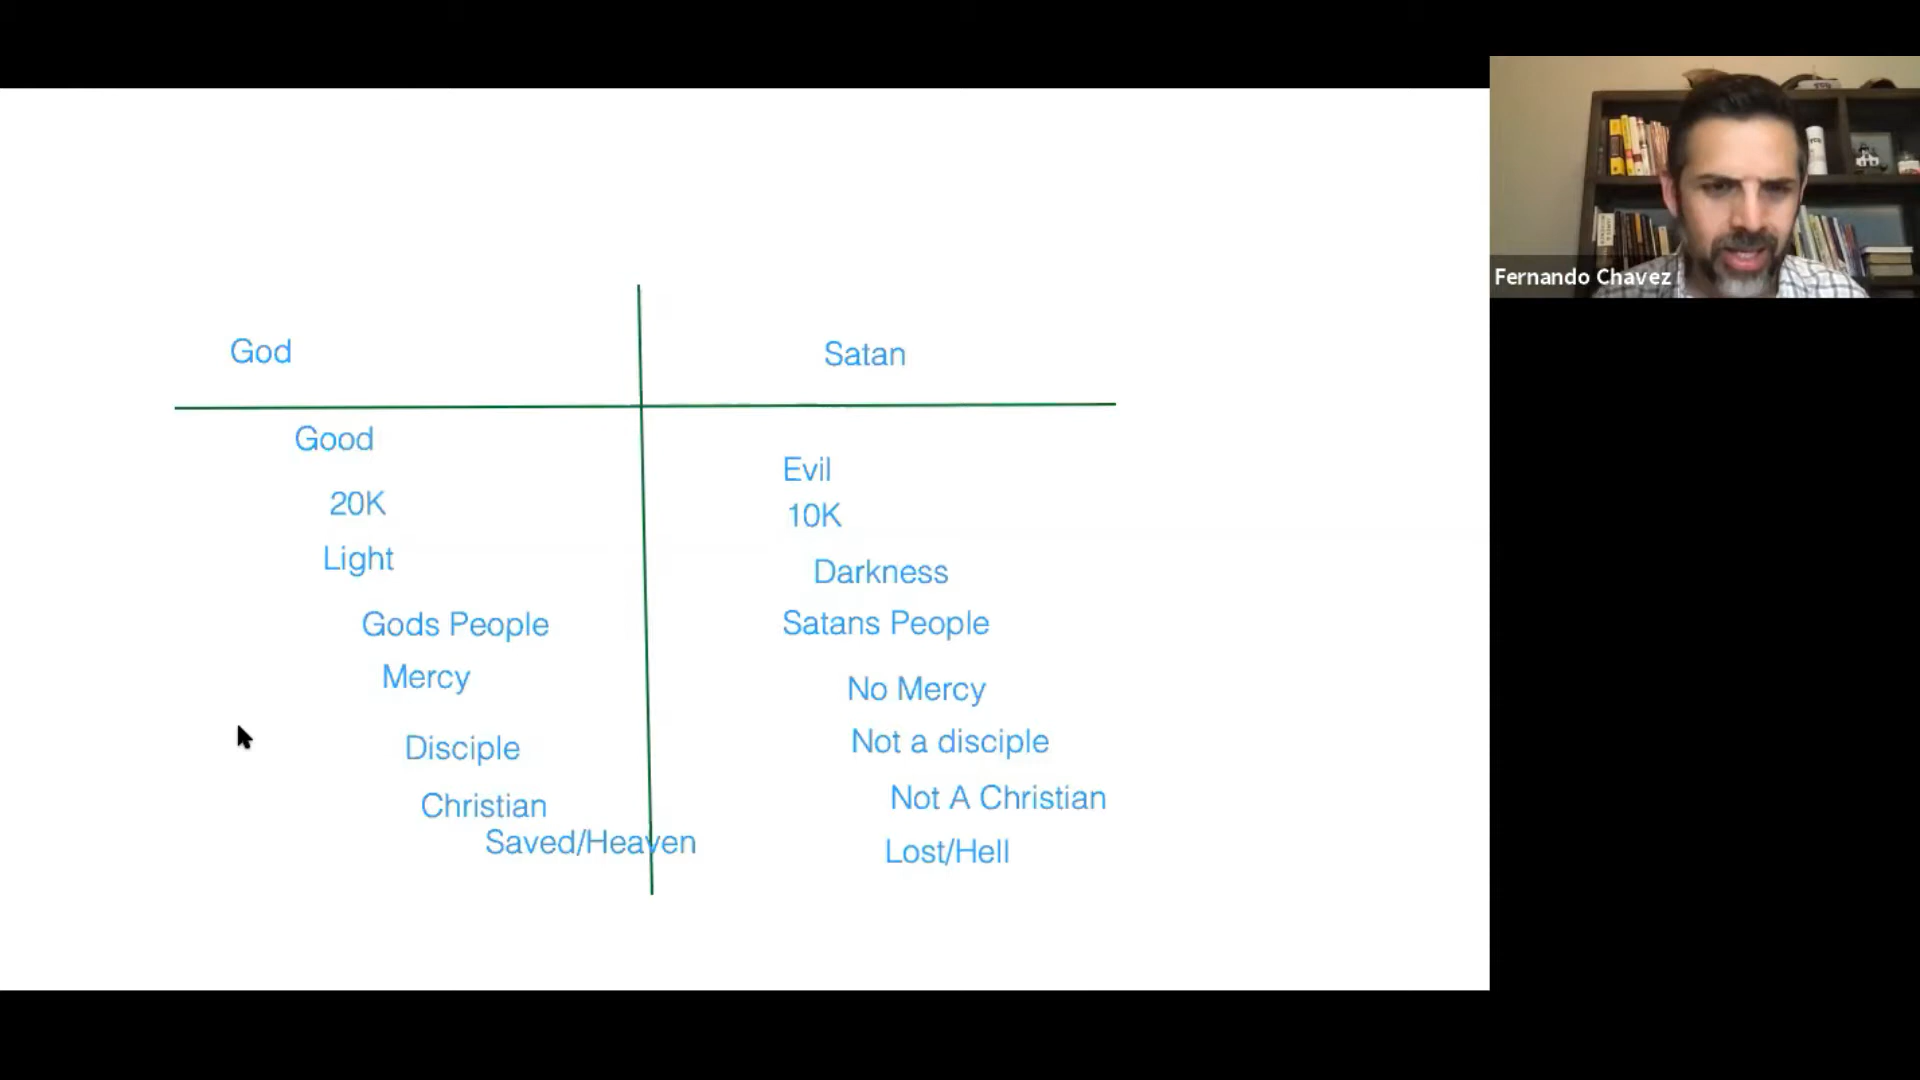 God
Satan
Good
Evil
20K
10K
Light
Darkness
Gods People
Satans People
Mercy
No Mercy
Disciple
Not a disciple
Christian
Not A Christian
Saved/Heaven
Lost/Hell
Fernando Chavez